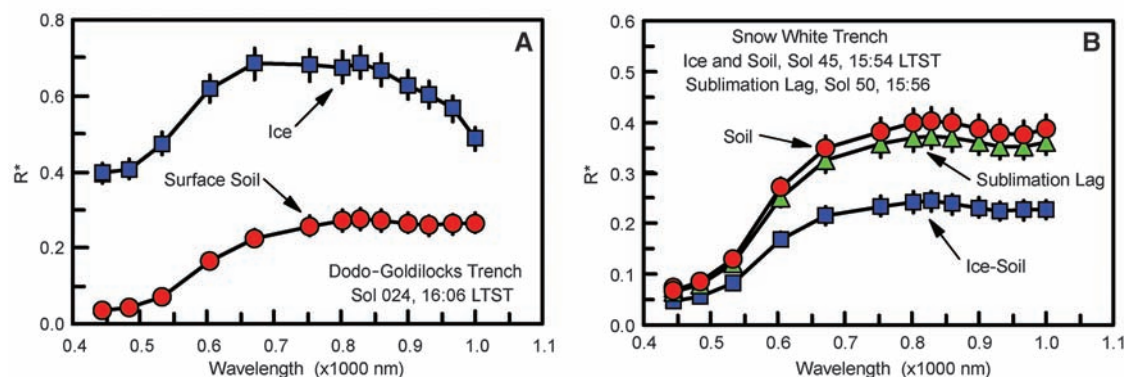 A
0.8
0.6
0.4
0.2
0.0
R*
Ice
Surface Soil
Dodo-Goldilocks Trench
Sol 024, 16:06 LTST
0.4 0.5 0.6 0.7 0.8 0.9 1.0 1.1
Wavelength (x1000 nm)
B
0.6
0.5
0.4
0.3
0.2
0.1
0.0
R*
Snow White Trench
Ice and Soil, Sol 45, 15:54 LTST
Sublimation Lag, Sol 50, 15:56
Soil
Sublimation Lag
Ice-Soil
0.4 0.5 0.6 0.7 0.8 0.9 1.0 1.1
Wavelength (x1000 nm)